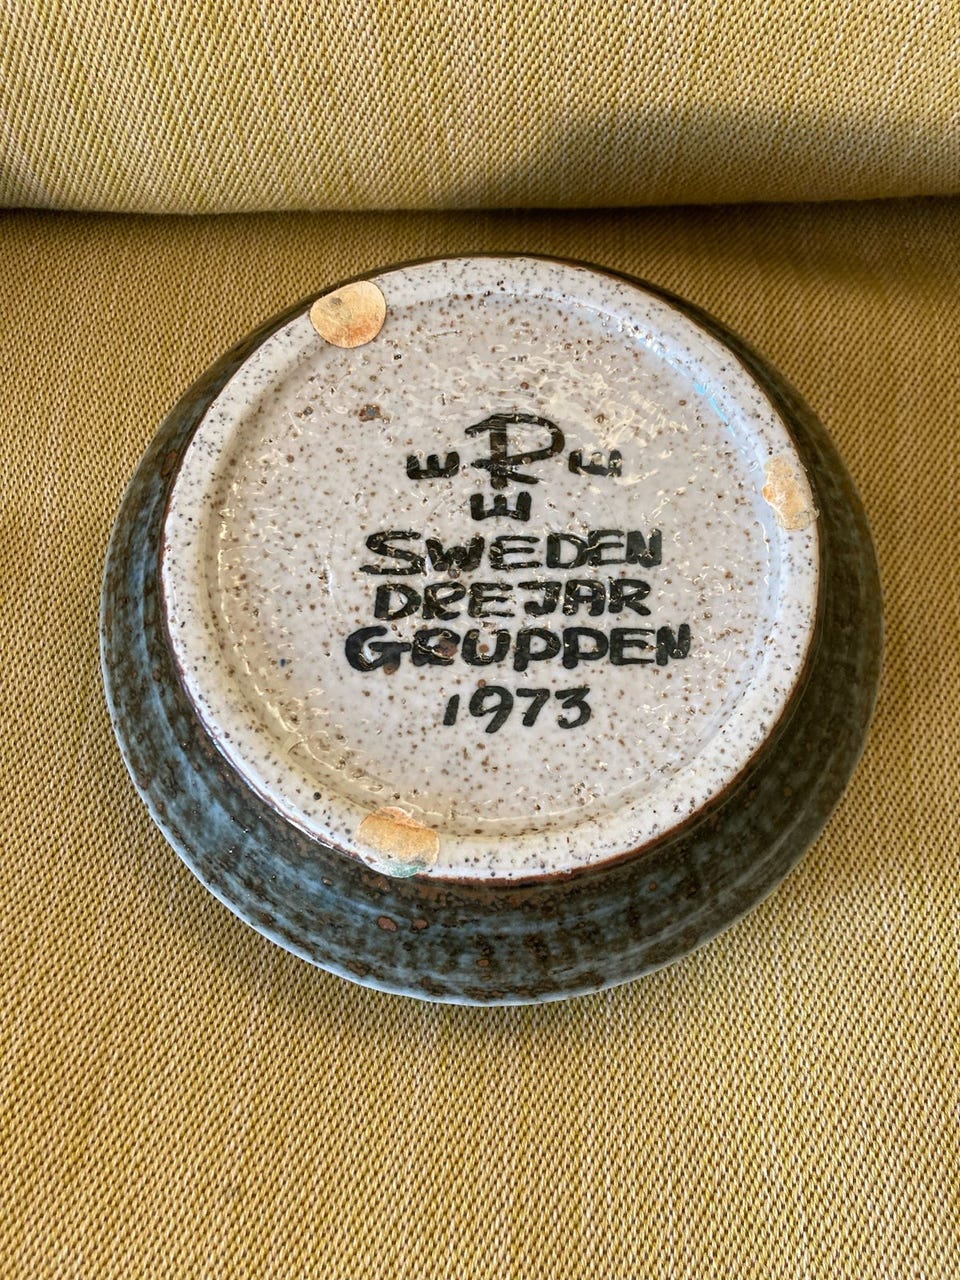 SWEDEN
DREJAR
GRUPPEN
1973